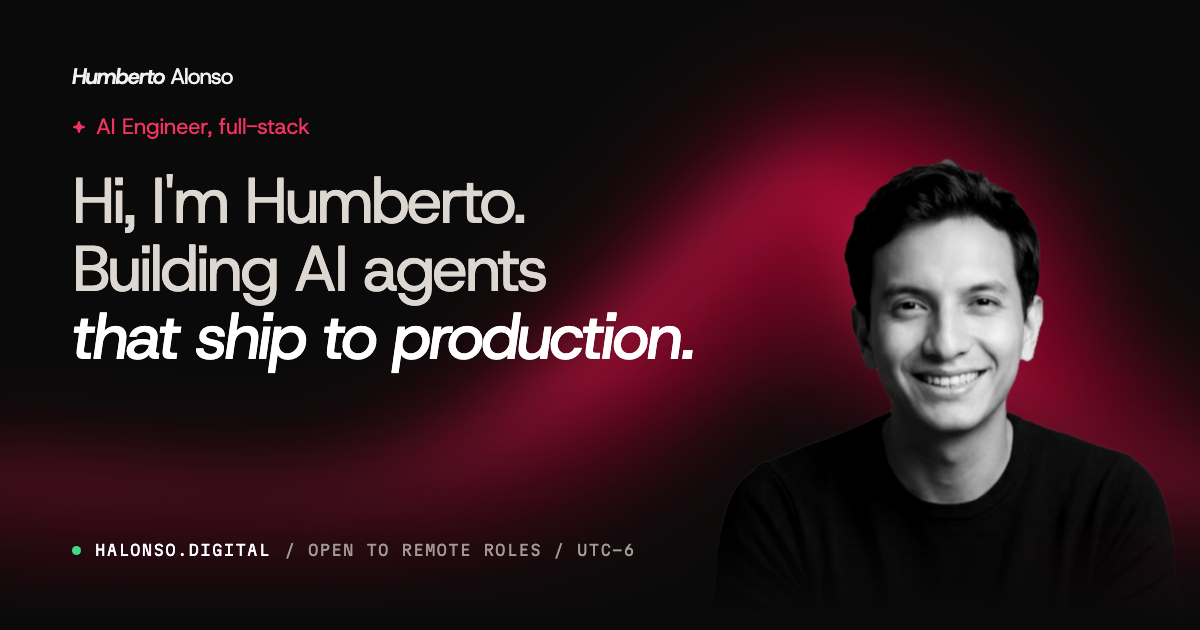 Humberto Alonso
✦ AI Engineer, full-stack
Hi, I'm Humberto.
Building AI agents
that ship to production.
HALONSO.DIGITAL / OPEN TO REMOTE ROLES / UTC-6